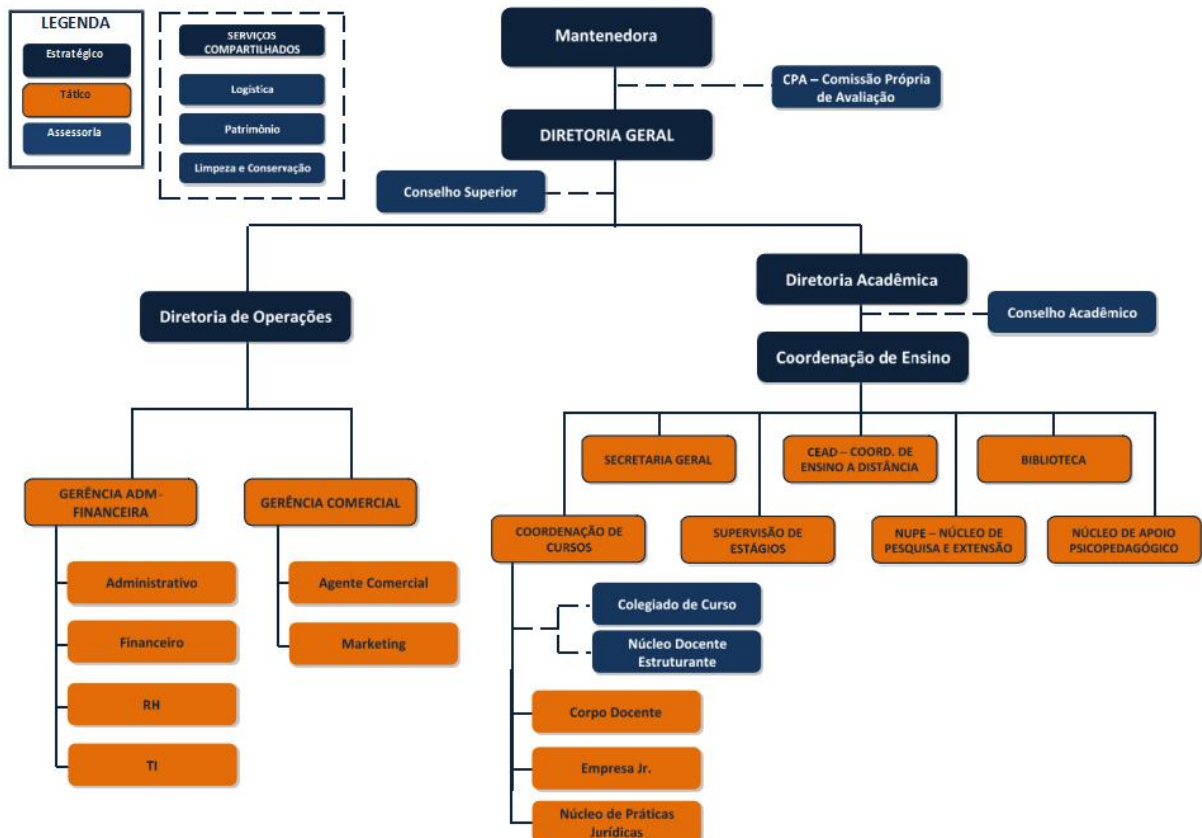 LEGENDA
Estratégico
Tático
Assessoria
SERVIÇOS
COMPARTILHADOS
Logística
Patrimônio
Limpeza e Conservação
Mantenedora
CPA – Comissão Própria
de Avaliação
DIRETORIA GERAL
Conselho Superior
Diretoria de Operações
Diretoria Acadêmica
Conselho Acadêmico
Coordenação de Ensino
GERÊNCIA ADM-
FINANCEIRA
GERÊNCIA COMERCIAL
Administrativo
Financeiro
RH
TI
Agente Comercial
Marketing
SECRETARIA GERAL
CEAD – COORD. DE
ENSINO A DISTÂNCIA
BIBLIOTECA
COORDENAÇÃO DE
CURSOS
SUPERVISÃO DE
ESTÁGIOS
NUPE – NÚCLEO DE
PESQUISA E EXTENSÃO
NÚCLEO DE APOIO
PSICOPEDAGÓGICO
Colegiado de Curso
Núcleo Docente
Estruturante
Corpo Docente
Empresa Jr.
Núcleo de Práticas
Jurídicas